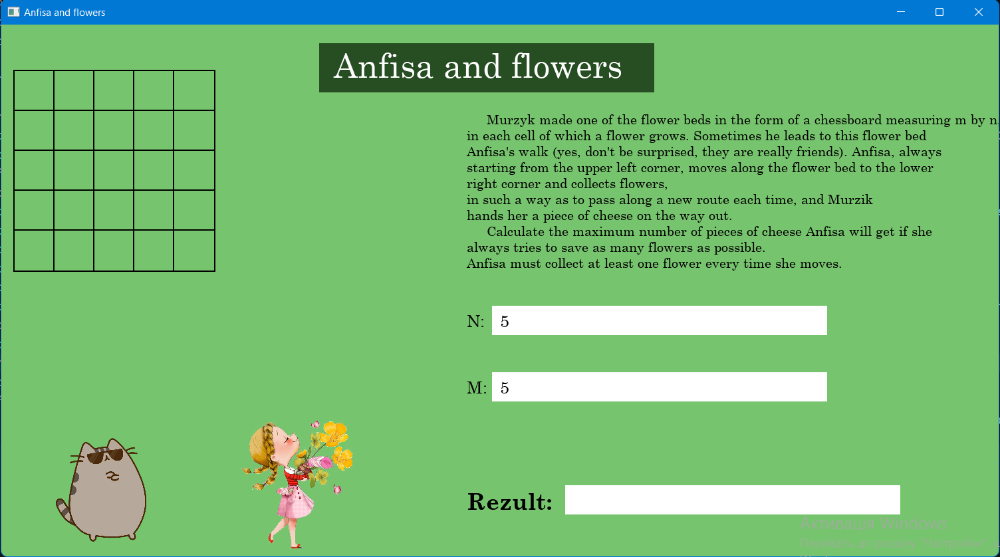 Anfisa and flowers
Anfisa and flowers
Murzyk made one of the flower beds in the form of a chessboard measuring m by n,
in each cell of which a flower grows. Sometimes he leads to this flower bed
Anfisa's walk (yes, don't be surprised, they are really friends). Anfisa, always
starting from the upper left corner, moves along the flower bed to the lower
right corner and collects flowers,
in such a way as to pass along a new route each time, and Murzik
hands her a piece of cheese on the way out.
Calculate the maximum number of pieces of cheese Anfisa will get if she
always tries to save as many flowers as possible.
Anfisa must collect at least one flower every time she moves.
N: 5
M: 5
Rezult:
Активація Windows
Перейдіть до розділу